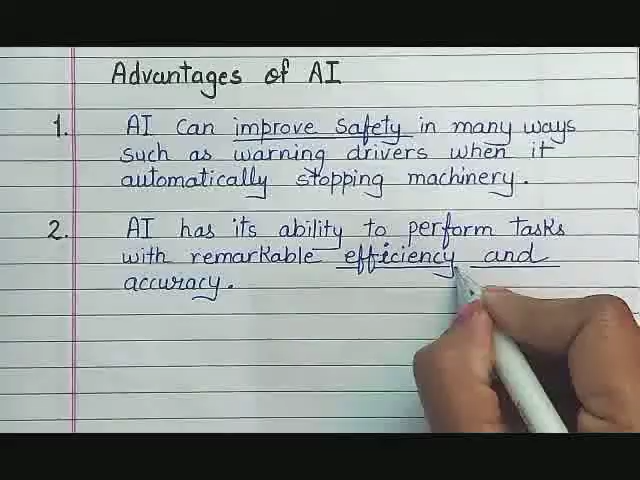 Advantages of AI
1. AI can improve safety in many ways
such as warning drivers when it
automatically stopping machinery.
2. AI has its ability to perform tasks
with remarkable efficiency and
accuracy.